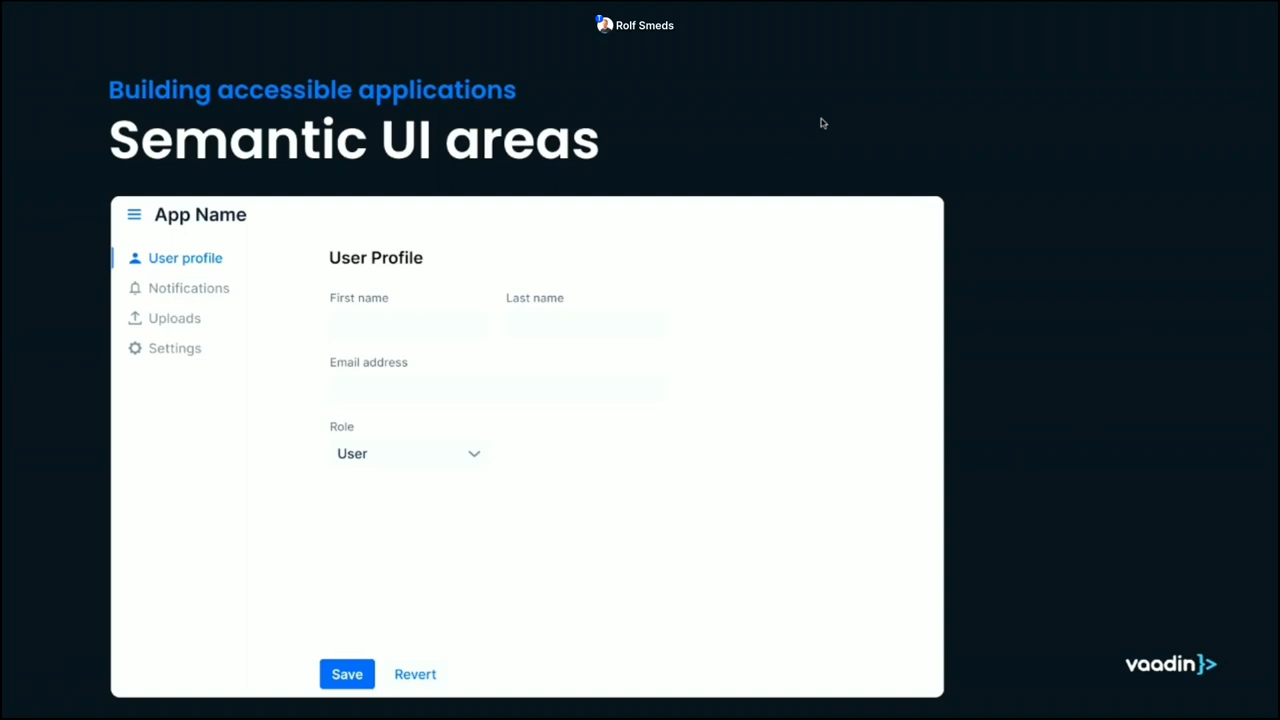 Rolf Smeds
Building accessible applications
Semantic UI areas
App Name
User profile
Notifications
Uploads
Settings
User Profile
First name Last name
Email address
Role
User
Save Revert
vaadin}>